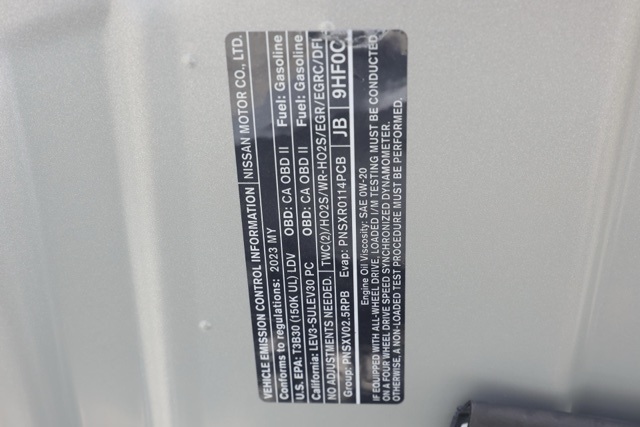 VEHICLE EMISSION CONTROL INFORMATION NISSAN MOTOR CO., LTD.
Conforms to regulations: 2023 MY Fuel: Gasoline
U.S. EPA: T3B30 (150K UL) LDV OBD: CA OBD II Fuel: Gasoline
California: LEV3-SULEV30 PC OBD: CA OBD II
NO ADJUSTMENTS NEEDED. TWC(2)/HO2S/WR-HO2S/EGR/EGRC/DFI
Group: PNSXV02.5RPB Evap: PNSXR0114PCB JB 9HF0C
Engine Oil Viscosity: SAE 0W-20
IF EQUIPPED WITH ALL-WHEEL DRIVE, LOADED I/M TESTING MUST BE CONDUCTED
ON A FOUR WHEEL DRIVE SPEED SYNCHRONIZED DYNAMOMETER.
OTHERWISE, A NON-LOADED TEST PROCEDURE MUST BE PERFORMED.